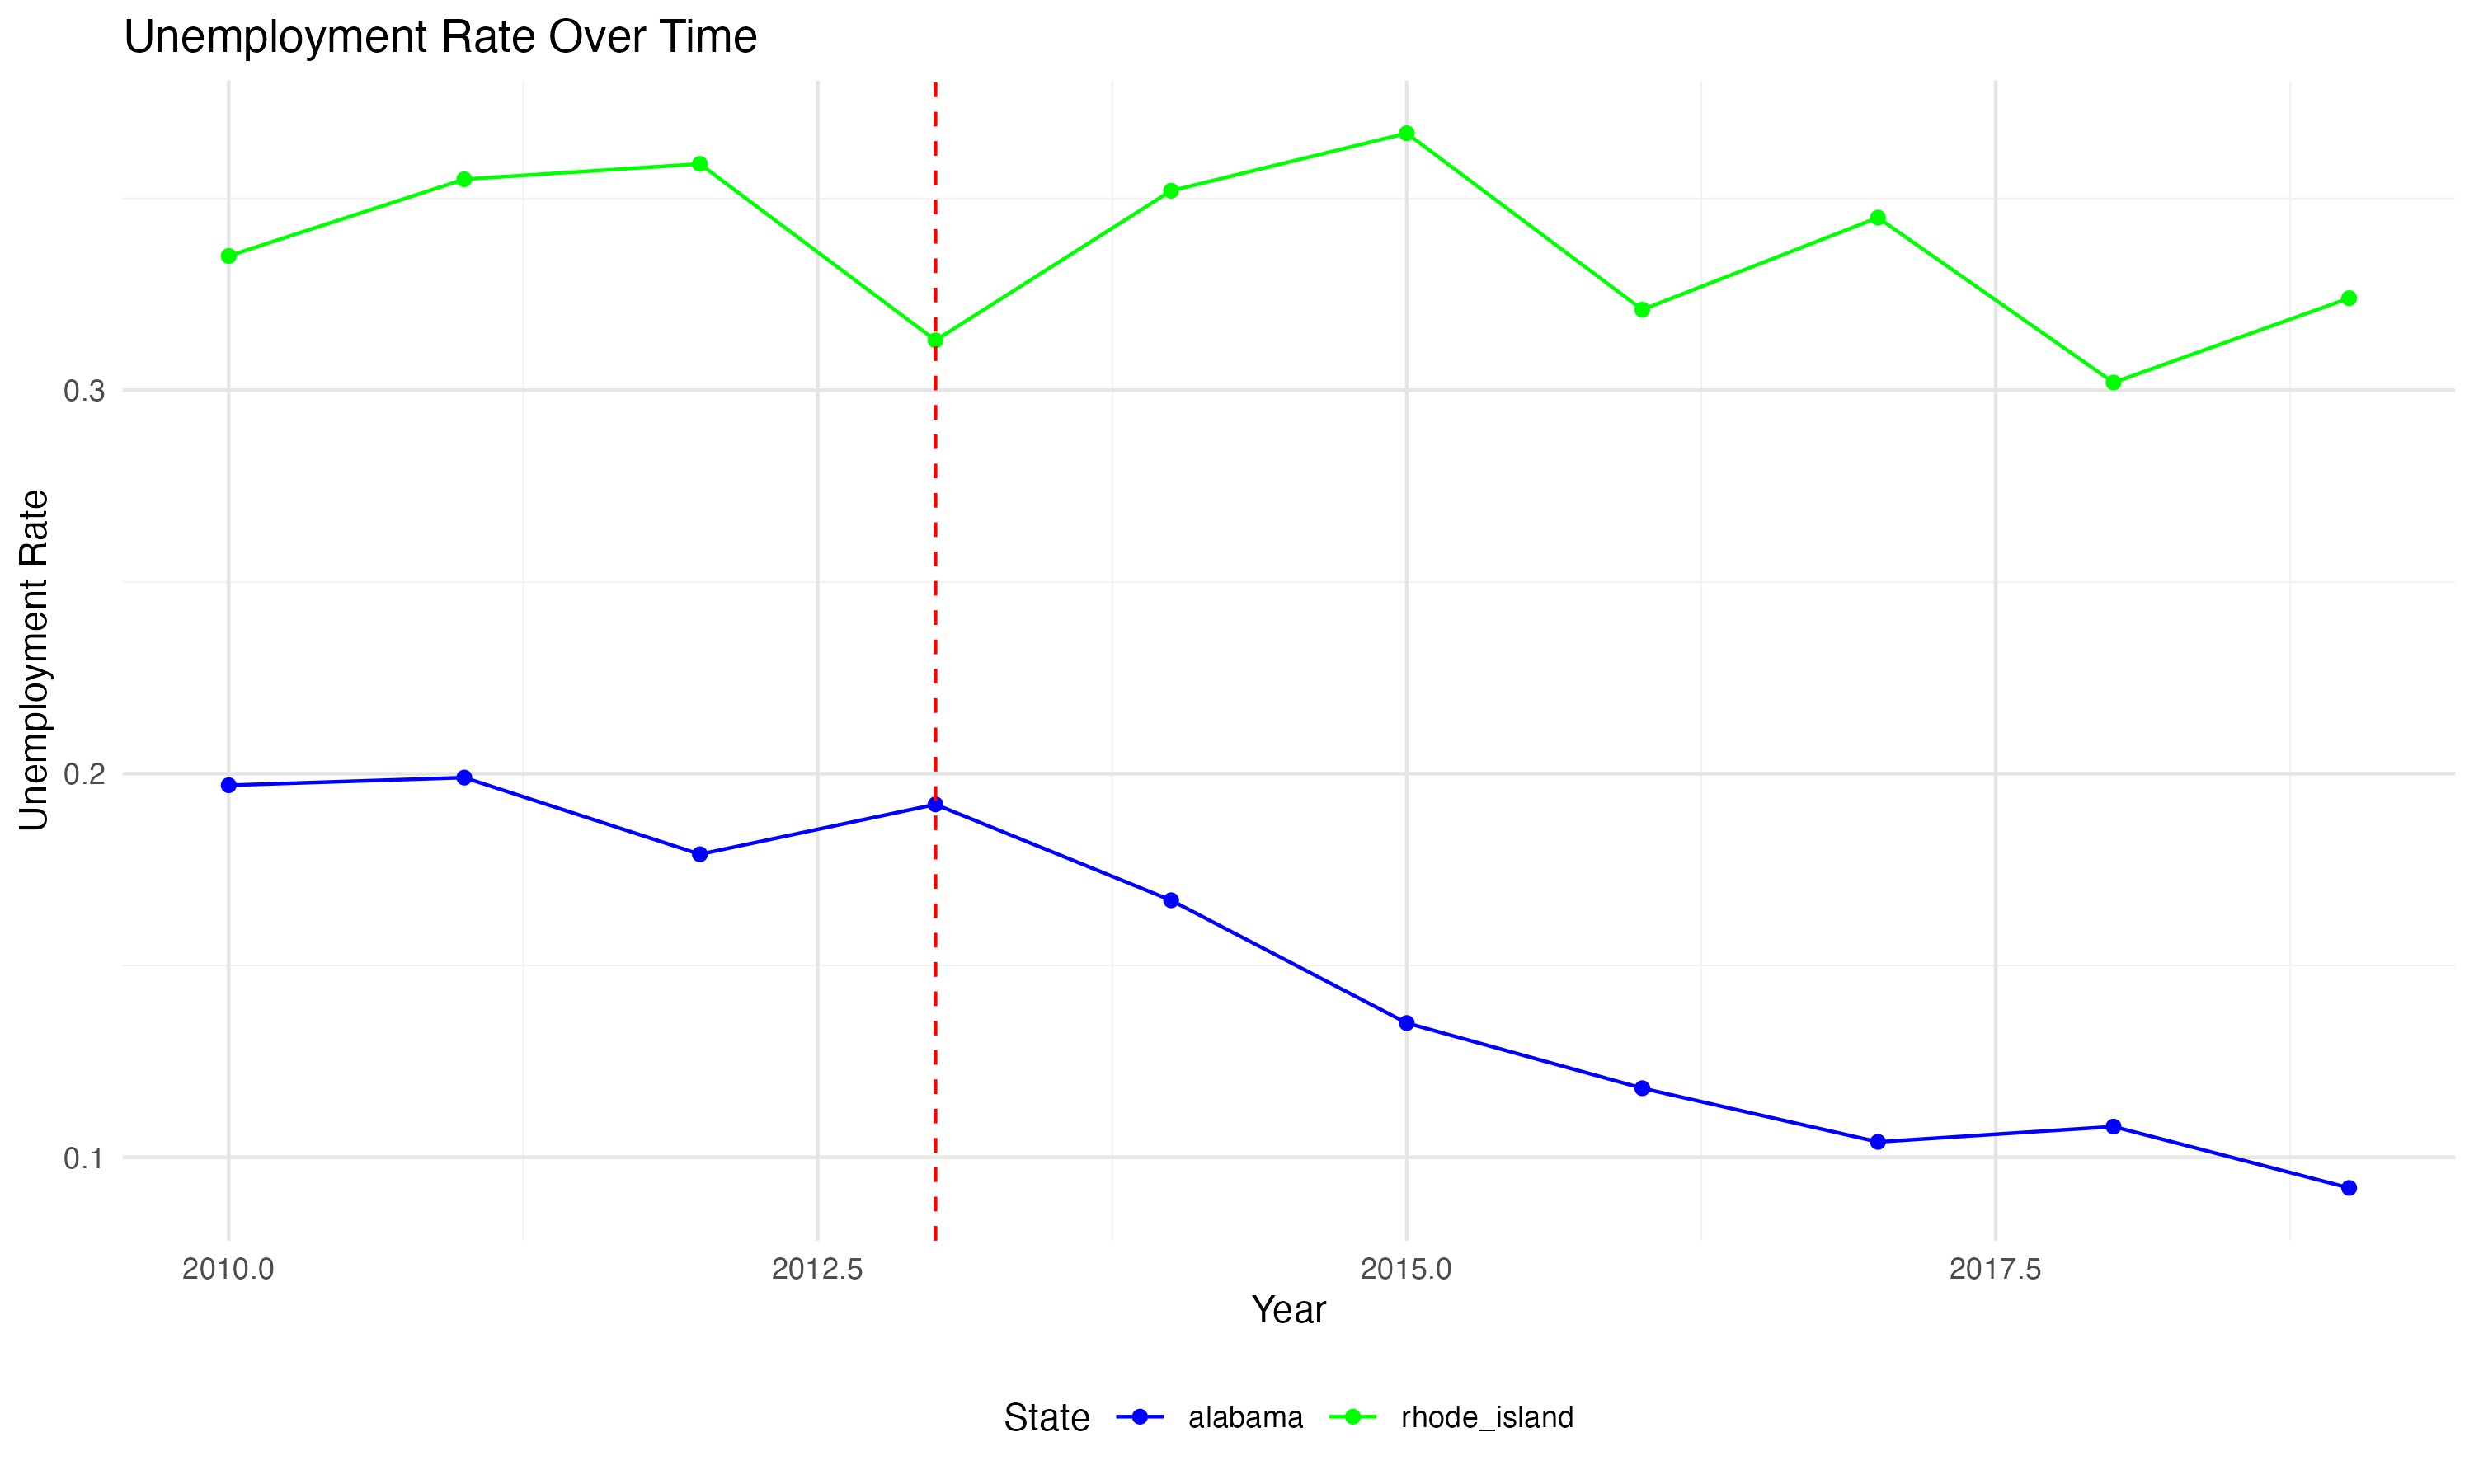 Unemployment Rate Over Time
Unemployment Rate
0.3
0.2
0.1
2010.0 2012.5 2015.0 2017.5
Year
State alabama rhode_island